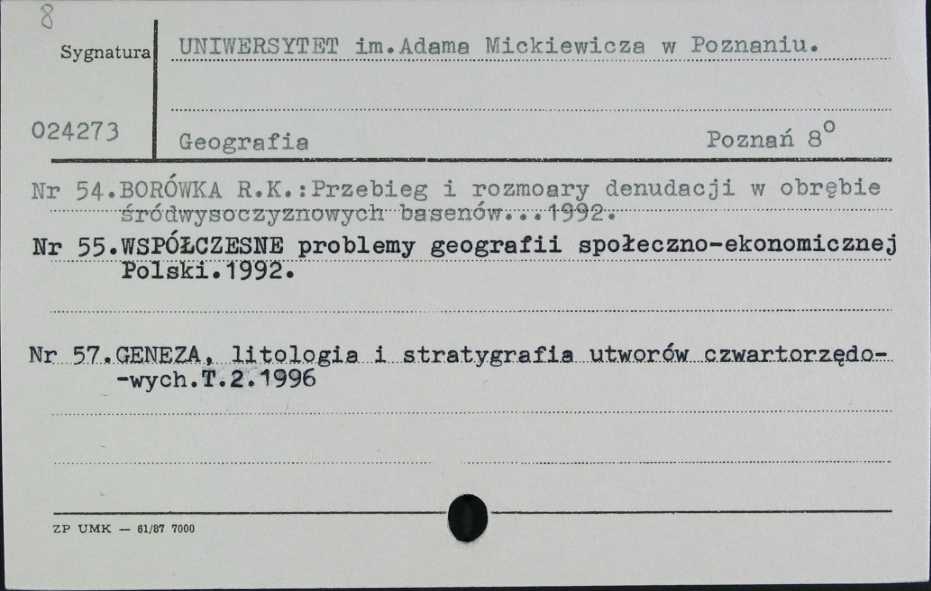 8
Sygnatura
UNIWERSYTET im.Adama Mickiewicza w Poznaniu.
024273
Geografia Poznań 8°
Nr 54.BORÓWKA R.K.:Przebieg i rozmoary denudacji w obrębie
śródwysoczyznowych basenów...1992.
Nr 55.WSPÓŁCZESNE problemy geografii społeczno-ekonomicznej
Polski.1992.
Nr 57.GENEZA, litologia i stratygrafia utworów czwartorzędo-
-wych.T.2.1996
ZP UMK — 61/87 7000